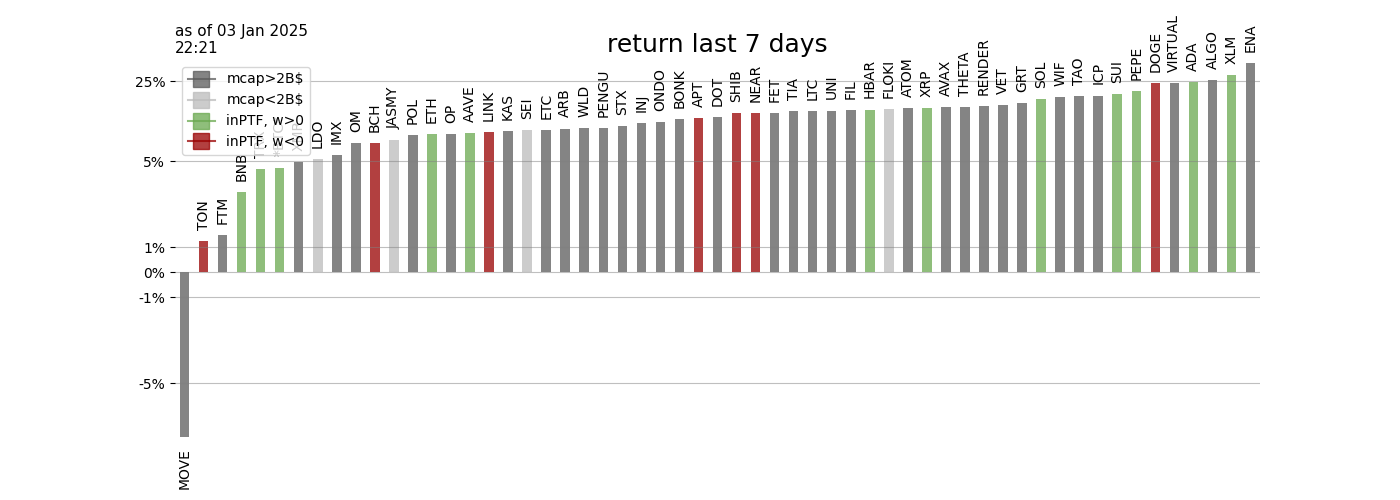 as of 03 Jan 2025
22:21
return last 7 days
mcap>2B$
mcap<2B$
inPTF, w>0
inPTF, w<0
25%
5%
1%
0%
-1%
-5%
MOVE
TON
FTM
BNB
LDO
IMX
OM
BCH
JASMY
POL
ETH
OP
AAVE
LINK
KAS
SEI
ETC
ARB
WLD
PENGU
STX
INJ
ONDO
BONK
APT
DOT
SHIB
NEAR
FET
TIA
LTC
UNI
FIL
HBAR
FLOKI
ATOM
XRP
AVAX
THETA
RENDER
VET
GRT
SOL
WIF
TAO
ICP
SUI
PEPE
DOGE
VIRTUAL
ADA
ALGO
XLM
ENA